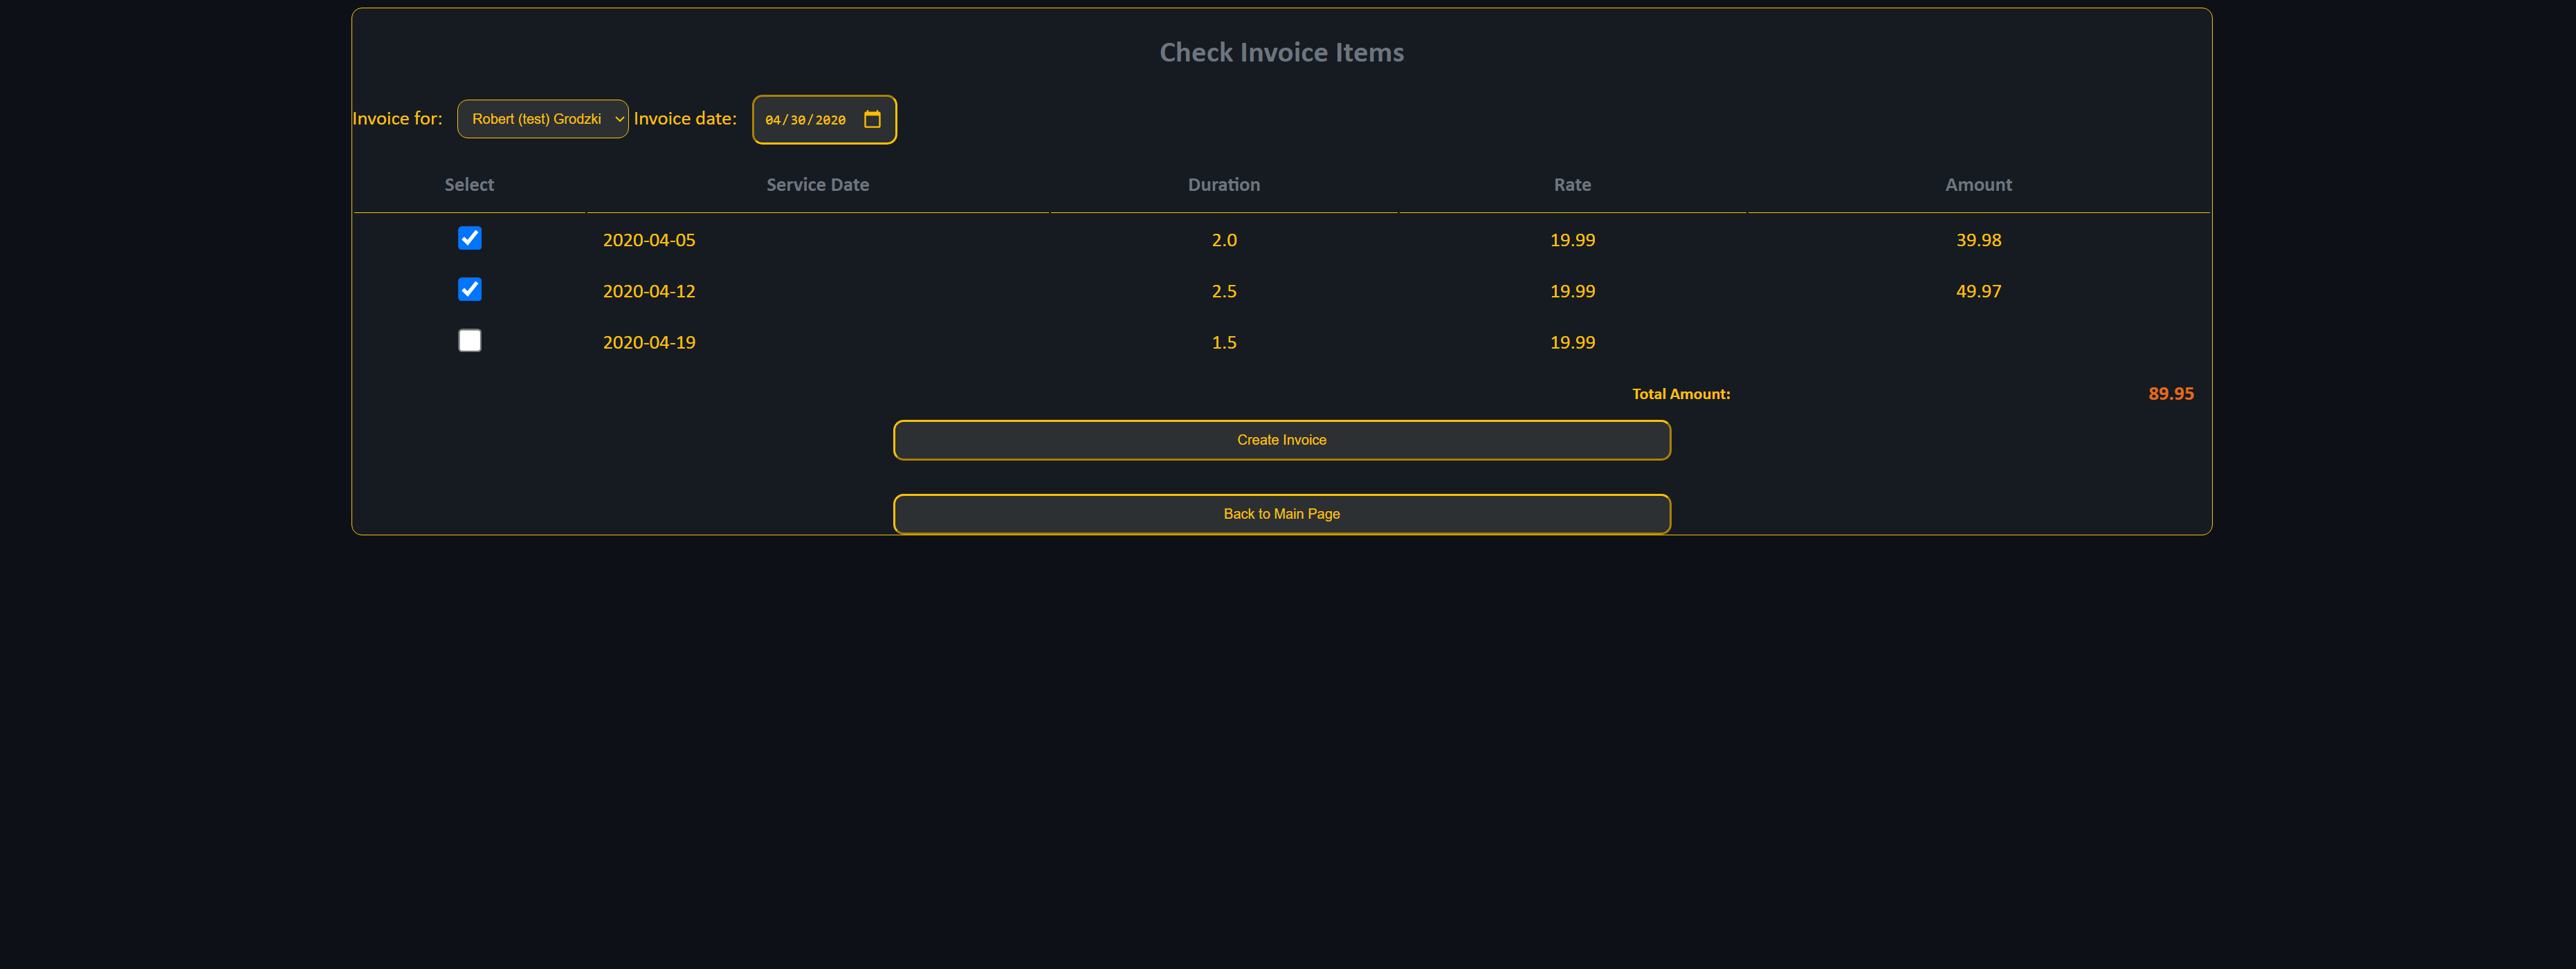 Check Invoice Items
Invoice for: Robert (test) Grodzki Invoice date: 04/30/2020
Select Service Date Duration Rate Amount
2020-04-05 2.0 19.99 39.98
2020-04-12 2.5 19.99 49.97
2020-04-19 1.5 19.99
Total Amount: 89.95
Create Invoice
Back to Main Page